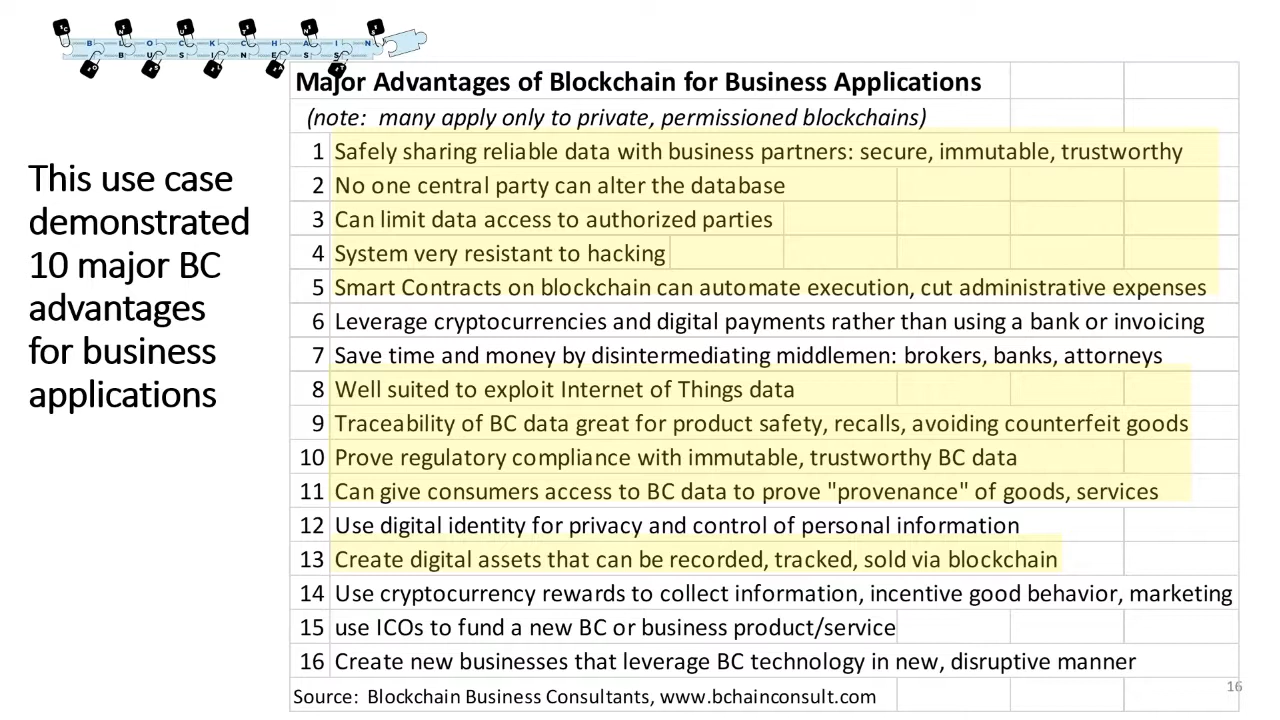 BLOCKCHAIN
BUSINESS
This use case
demonstrated
10 major BC
advantages
for business
applications
Major Advantages of Blockchain for Business Applications
(note:  many apply only to private, permissioned blockchains)
1 Safely sharing reliable data with business partners: secure, immutable, trustworthy
2 No one central party can alter the database
3 Can limit data access to authorized parties
4 System very resistant to hacking
5 Smart Contracts on blockchain can automate execution, cut administrative expenses
6 Leverage cryptocurrencies and digital payments rather than using a bank or invoicing
7 Save time and money by disintermediating middlemen: brokers, banks, attorneys
8 Well suited to exploit Internet of Things data
9 Traceability of BC data great for product safety, recalls, avoiding counterfeit goods
10 Prove regulatory compliance with immutable, trustworthy BC data
11 Can give consumers access to BC data to prove "provenance" of goods, services
12 Use digital identity for privacy and control of personal information
13 Create digital assets that can be recorded, tracked, sold via blockchain
14 Use cryptocurrency rewards to collect information, incentive good behavior, marketing
15 use ICOs to fund a new BC or business product/service
16 Create new businesses that leverage BC technology in new, disruptive manner
Source:  Blockchain Business Consultants, www.bchainconsult.com
16